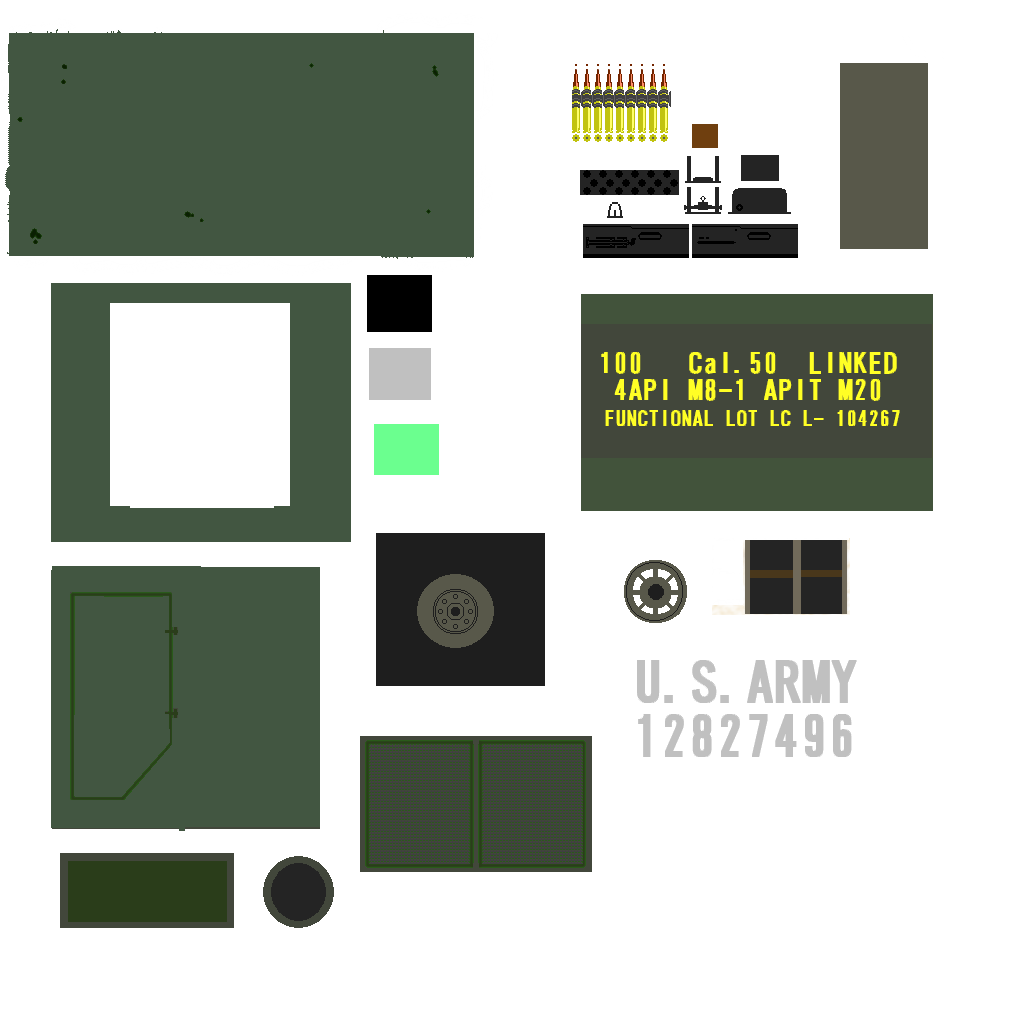 100 Cal. 50 LINKED
4API M8-1 APIT M20
FUNCTIONAL LOT LC L- 104267
U. S. ARMY
12827496